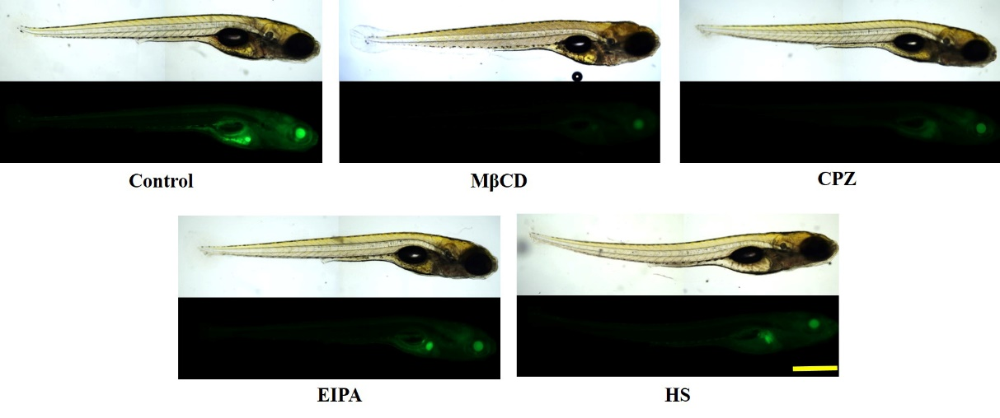 Control
MβCD
CPZ
EIPA
HS